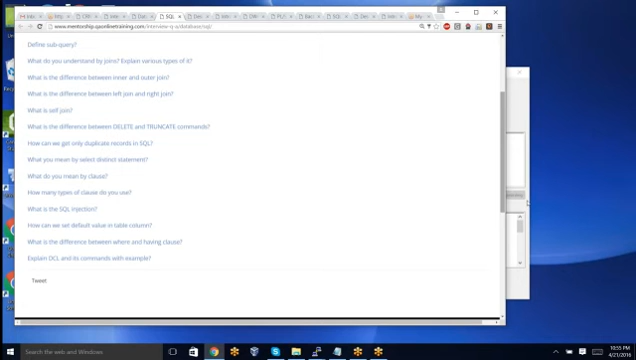 www.mentorship.qaonlinetraining.com/interview-q-a/database/sql/
Define sub-query?
What do you understand by joins? Explain various types of it?
What is the difference between inner and outer join?
What is the difference between left join and right join?
What is self join?
What is the difference between DELETE and TRUNCATE commands?
How can we get only duplicate records in SQL?
What you mean by select distinct statement?
What do you mean by clause?
How many types of clause do you use?
What is the SQL injection?
How can we set default value in table column?
What is the difference between where and having clause?
Explain DCL and its commands with example?
Tweet
Search the web and Windows
10:55 PM
4/21/2016